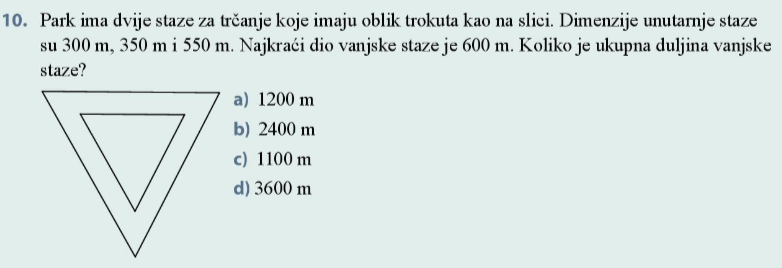 10. Park ima dvije staze za trčanje koje imaju oblik trokuta kao na slici. Dimenzije unutarnje staze
su 300 m, 350 m i 550 m. Najkraći dio vanjske staze je 600 m. Koliko je ukupna duljina vanjske
staze?
a) 1200 m
b) 2400 m
c) 1100 m
d) 3600 m